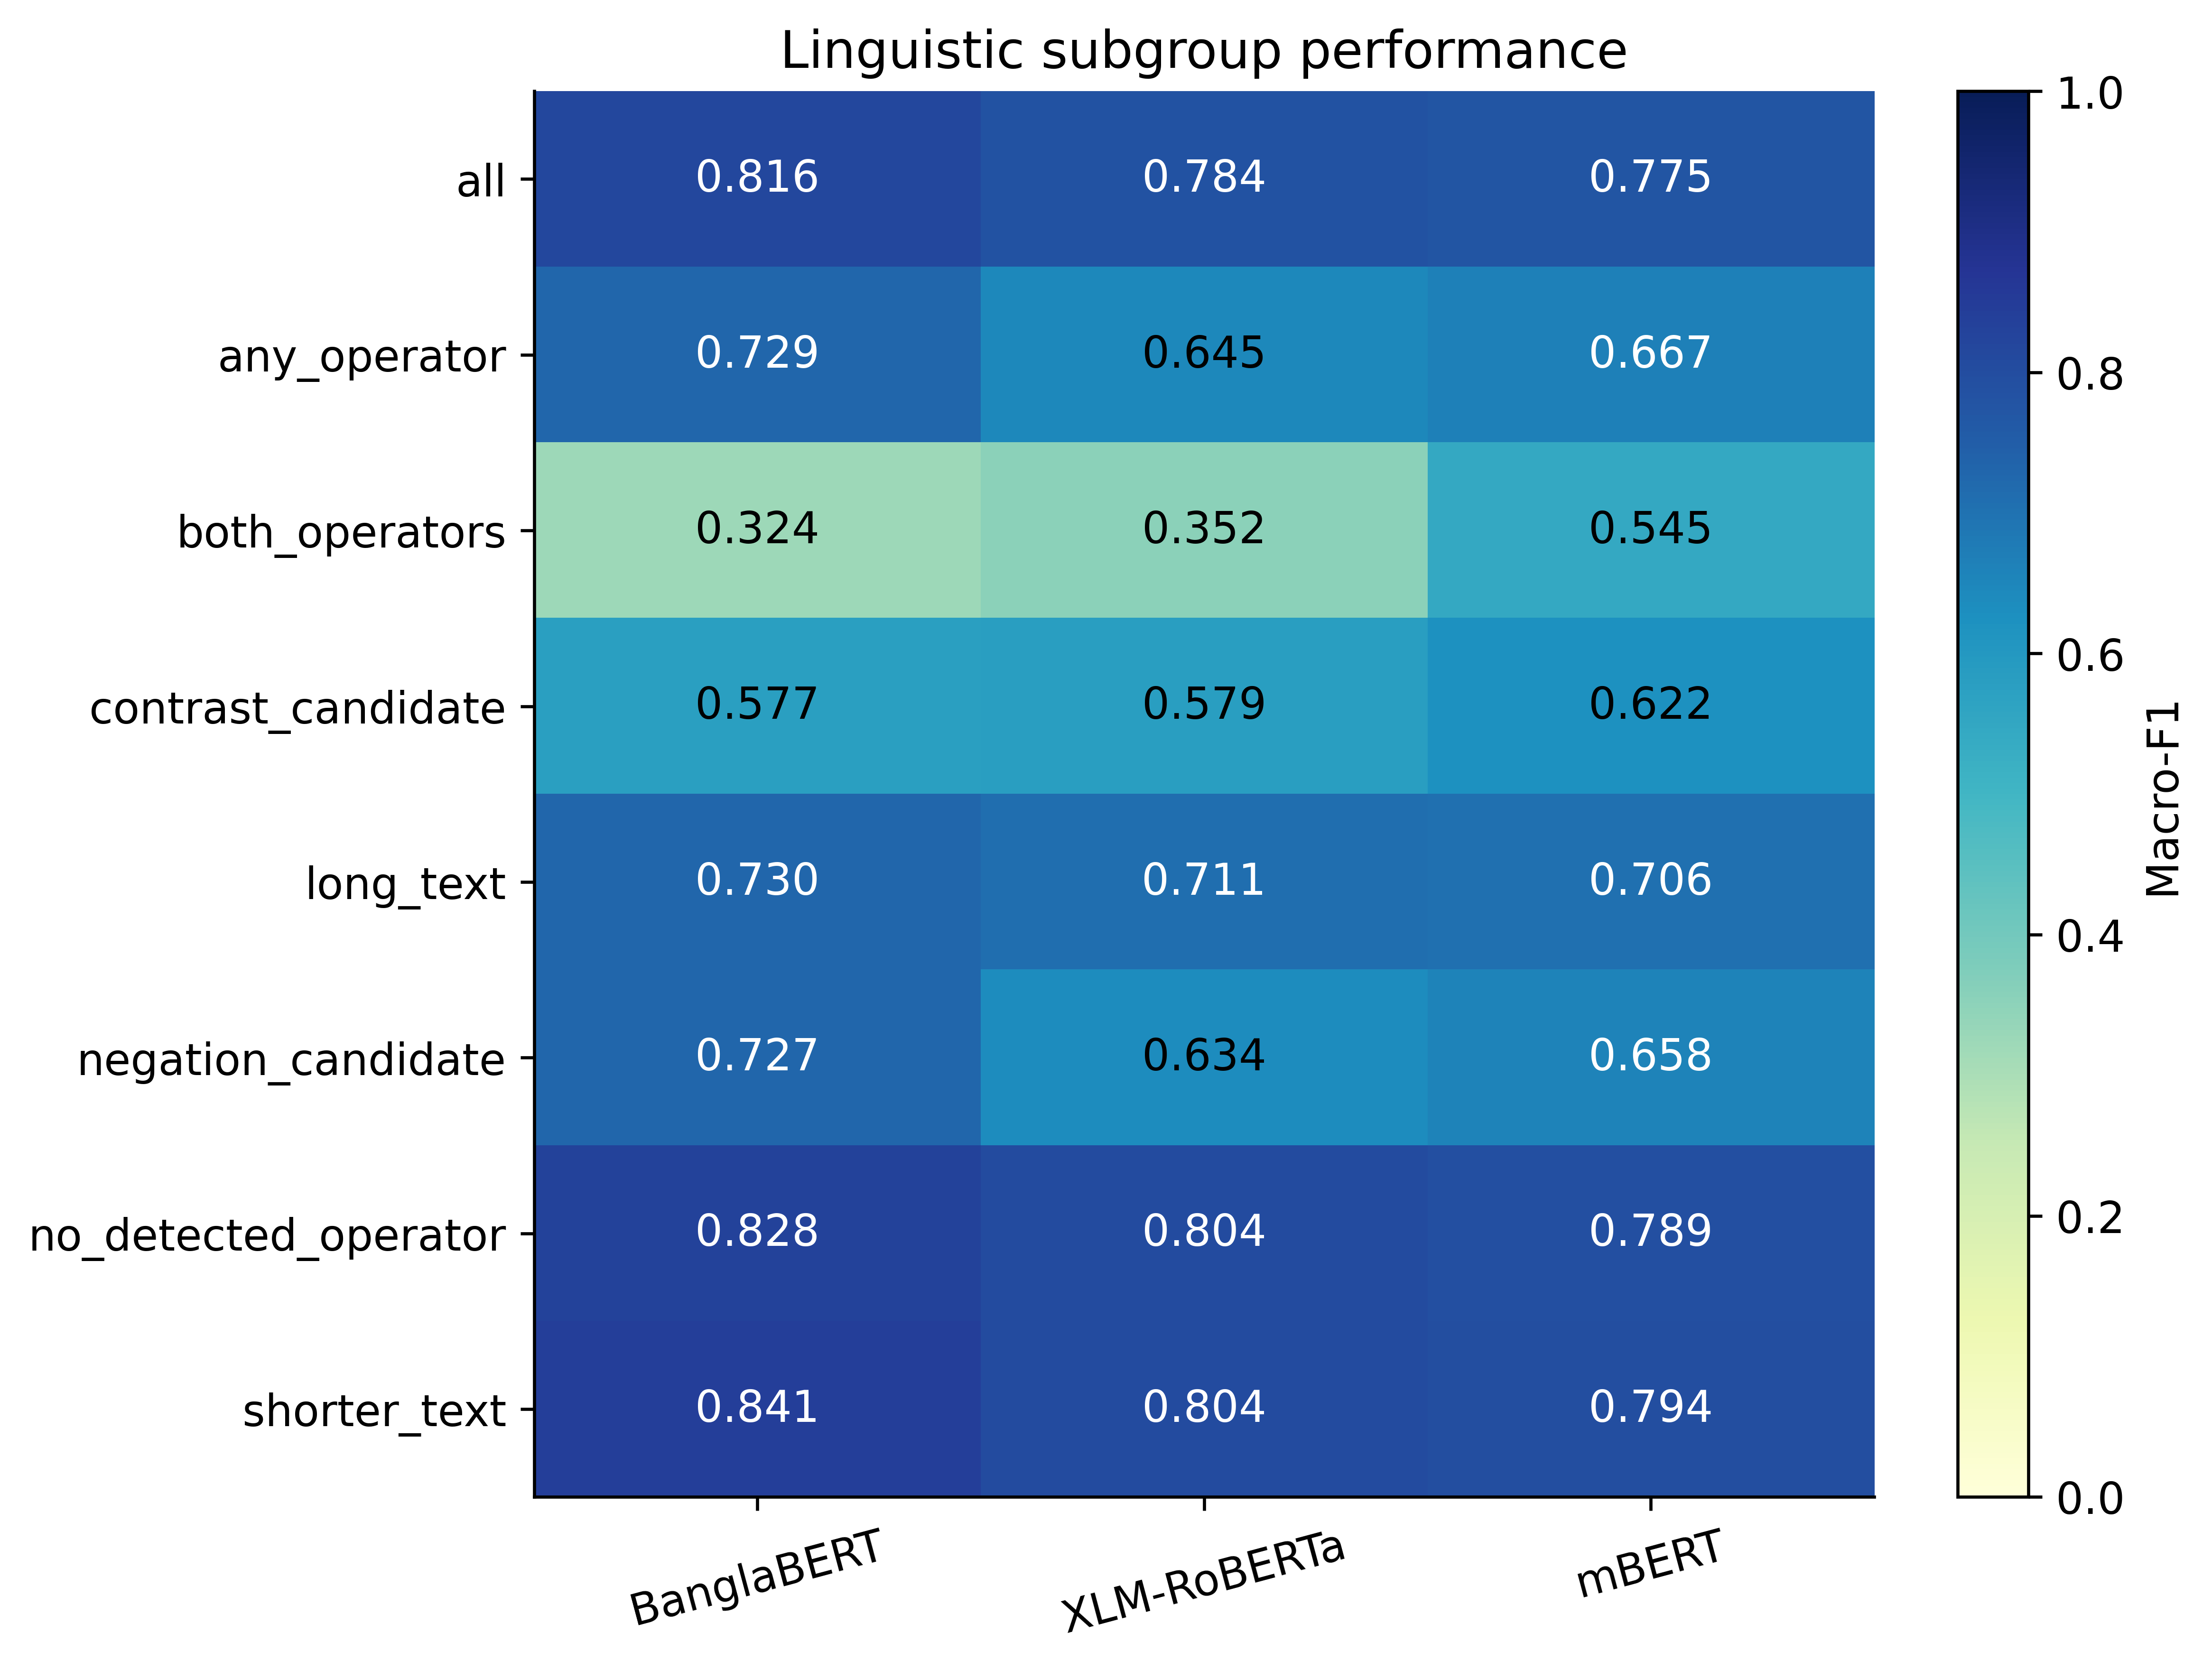 Linguistic subgroup performance
all 0.816 0.784 0.775
any_operator 0.729 0.645 0.667
both_operators 0.324 0.352 0.545
contrast_candidate 0.577 0.579 0.622
long_text 0.730 0.711 0.706
negation_candidate 0.727 0.634 0.658
no_detected_operator 0.828 0.804 0.789
shorter_text 0.841 0.804 0.794
BanglaBERT XLM-RoBERTa mBERT
1.0
0.8
0.6
0.4
0.2
0.0
Macro-F1